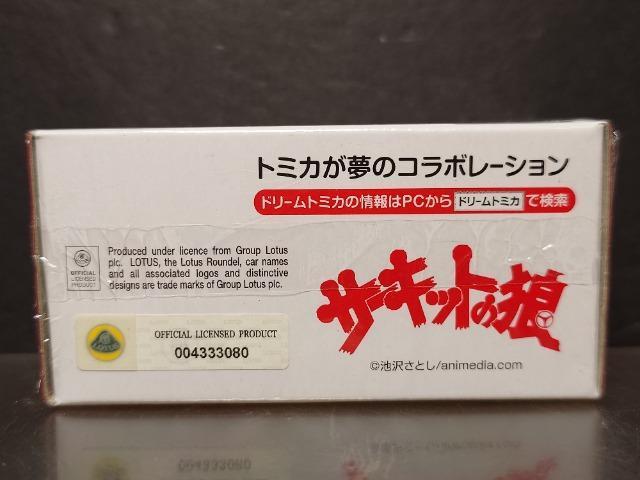 トミカが夢のコラボレーション
ドリームトミカの情報はPCから ドリームトミカ で検索
OFFICIAL
LICENSED
PRODUCT
Produced under licence from Group Lotus
plc. LOTUS, the Lotus Roundel, car names
and all associated logos and distinctive
designs are trade marks of Group Lotus plc.
サーキットの狼
LOTUS
OFFICIAL LICENSED PRODUCT
004333080
©池沢さとし/animedia.com